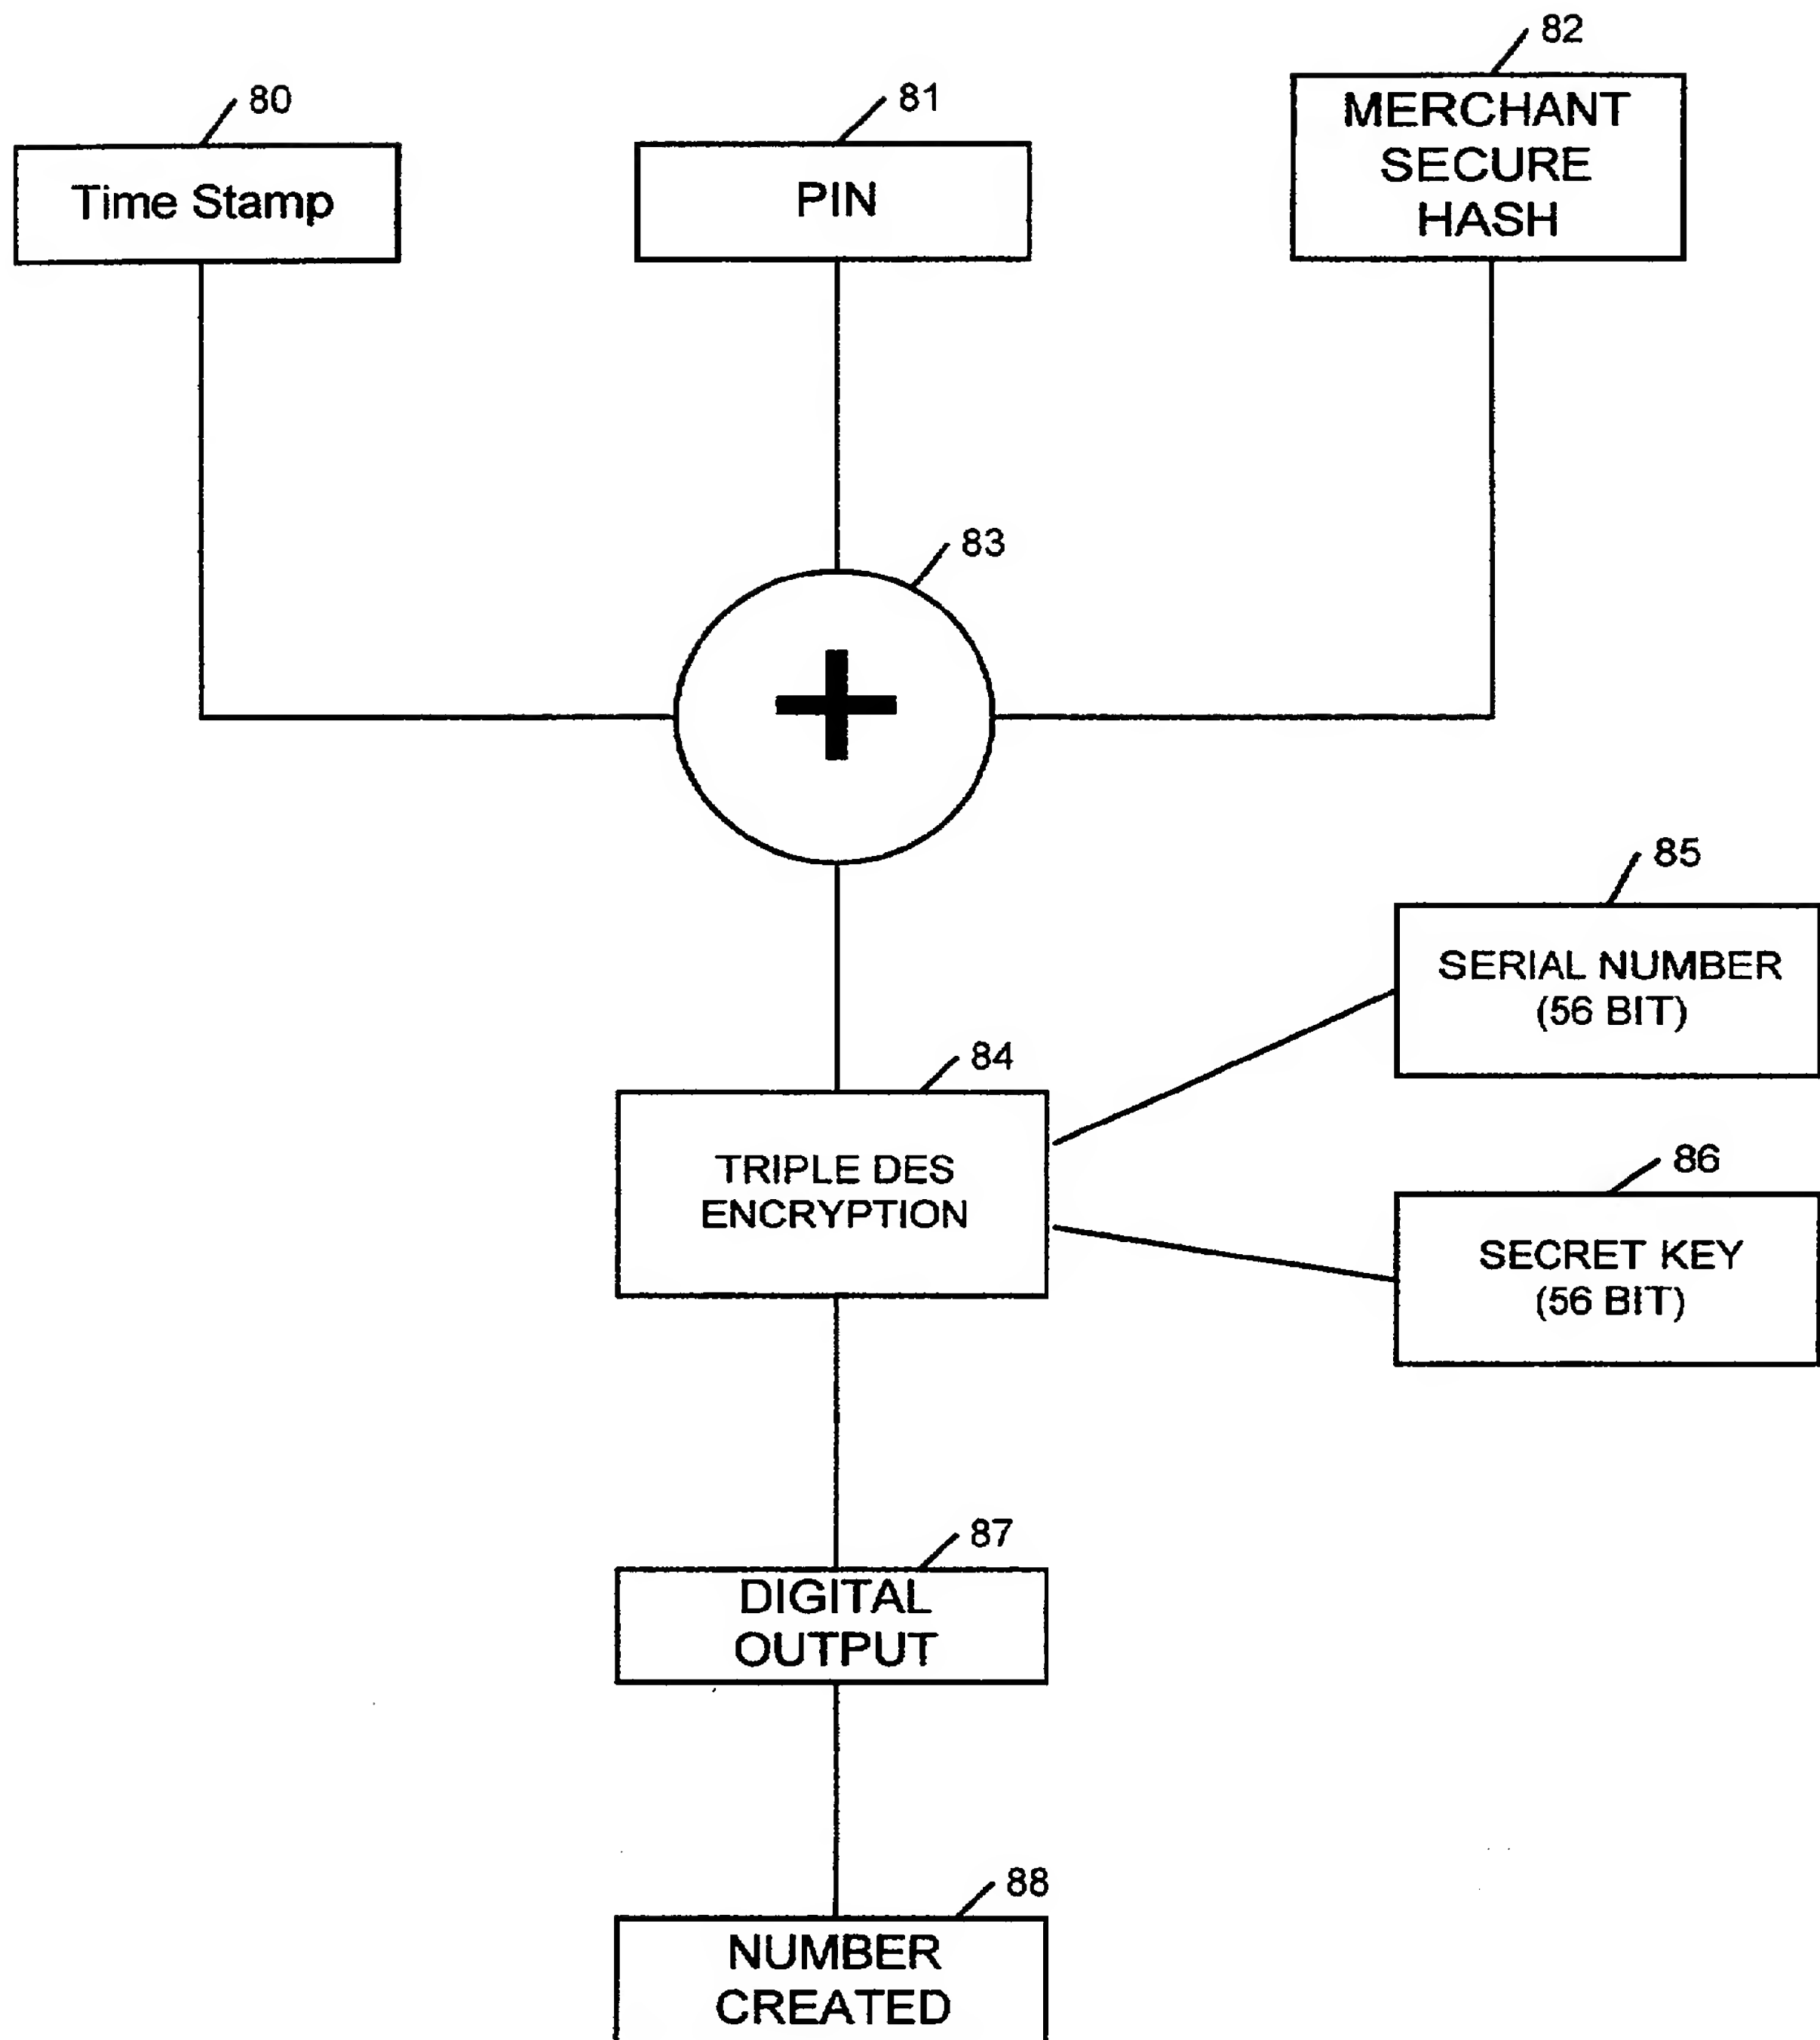 80
Time Stamp
81
PIN
82
MERCHANT
SECURE
HASH
83
+
84
TRIPLE DES
ENCRYPTION
85
SERIAL NUMBER
(56 BIT)
86
SECRET KEY
(56 BIT)
87
DIGITAL
OUTPUT
88
NUMBER
CREATED